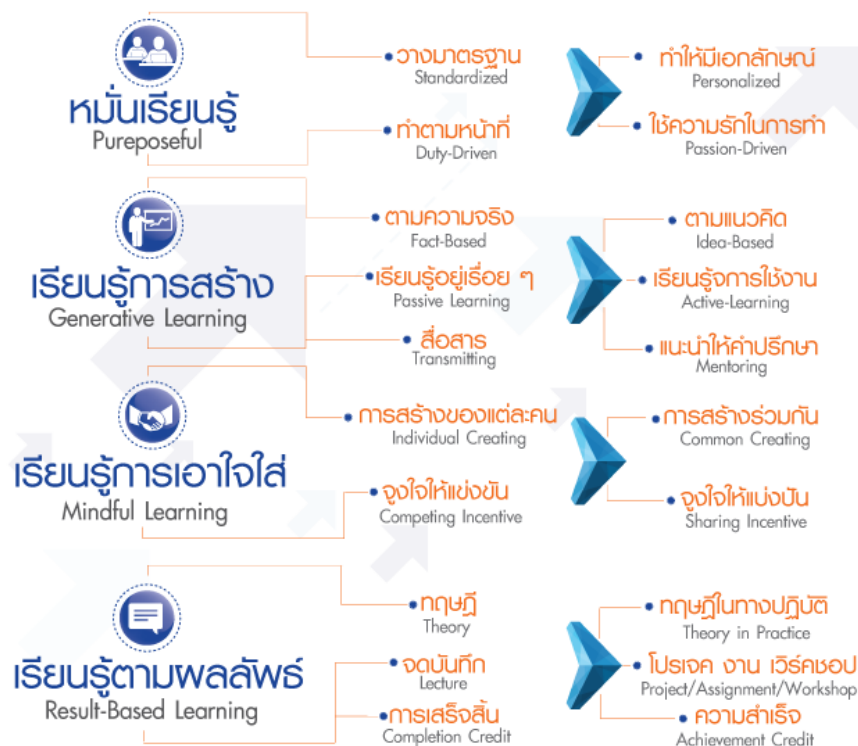 หมั่นเรียนรู้
Pureposeful
วางมาตรฐาน
Standardized
ทำตามหน้าที่
Duty-Driven
ทำให้มีเอกลักษณ์
Personalized
ใช้ความรักในการทำ
Passion-Driven
เรียนรู้การสร้าง
Generative Learning
ตามความจริง
Fact-Based
เรียนรู้อยู่เรื่อย ๆ
Passive Learning
สื่อสาร
Transmitting
ตามแนวคิด
Idea-Based
เรียนรู้จการใช้งาน
Active-Learning
แนะนำให้คำปรึกษา
Mentoring
เรียนรู้การเอาใจใส่
Mindful Learning
การสร้างของแต่ละคน
Individual Creating
จูงใจให้แข่งขัน
Competing Incentive
การสร้างร่วมกัน
Common Creating
จูงใจให้แบ่งปัน
Sharing Incentive
เรียนรู้ตามผลลัพธ์
Result-Based Learning
ทฤษฎี
Theory
จดบันทึก
Lecture
การเสร็จสิ้น
Completion Credit
ทฤษฎีในทางปฏิบัติ
Theory in Practice
โปรเจค งาน เวิร์คชอป
Project/Assignment/Workshop
ความสำเร็จ
Achievement Credit